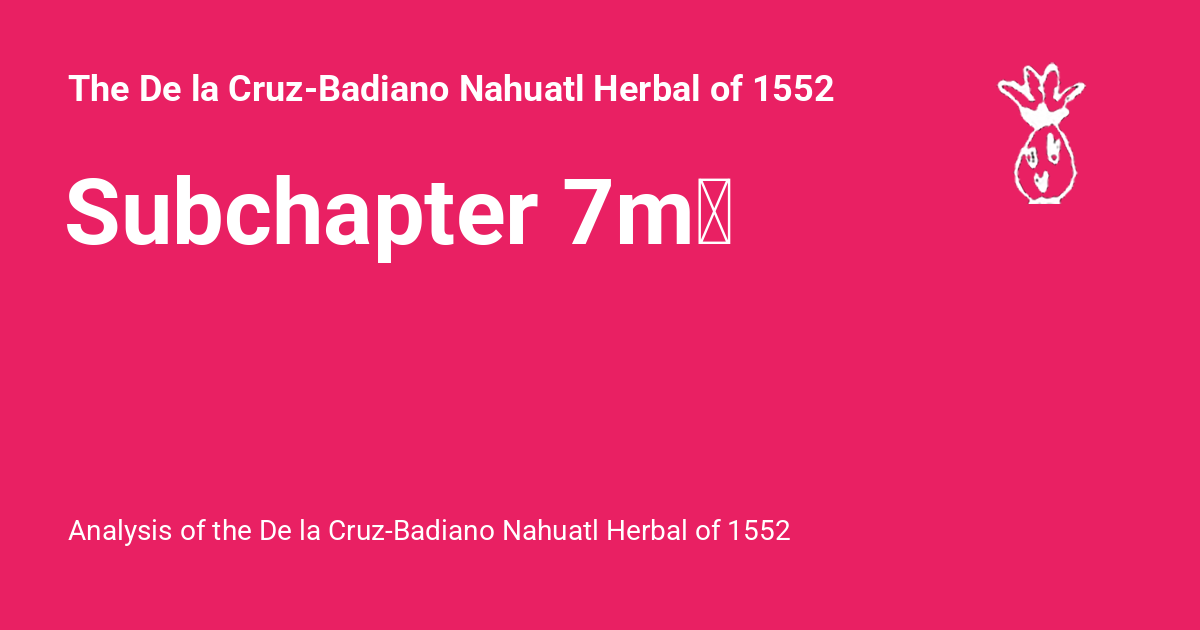 The De la Cruz-Badiano Nahuatl Herbal of 1552
Subchapter 7m
Analysis of the De la Cruz-Badiano Nahuatl Herbal of 1552